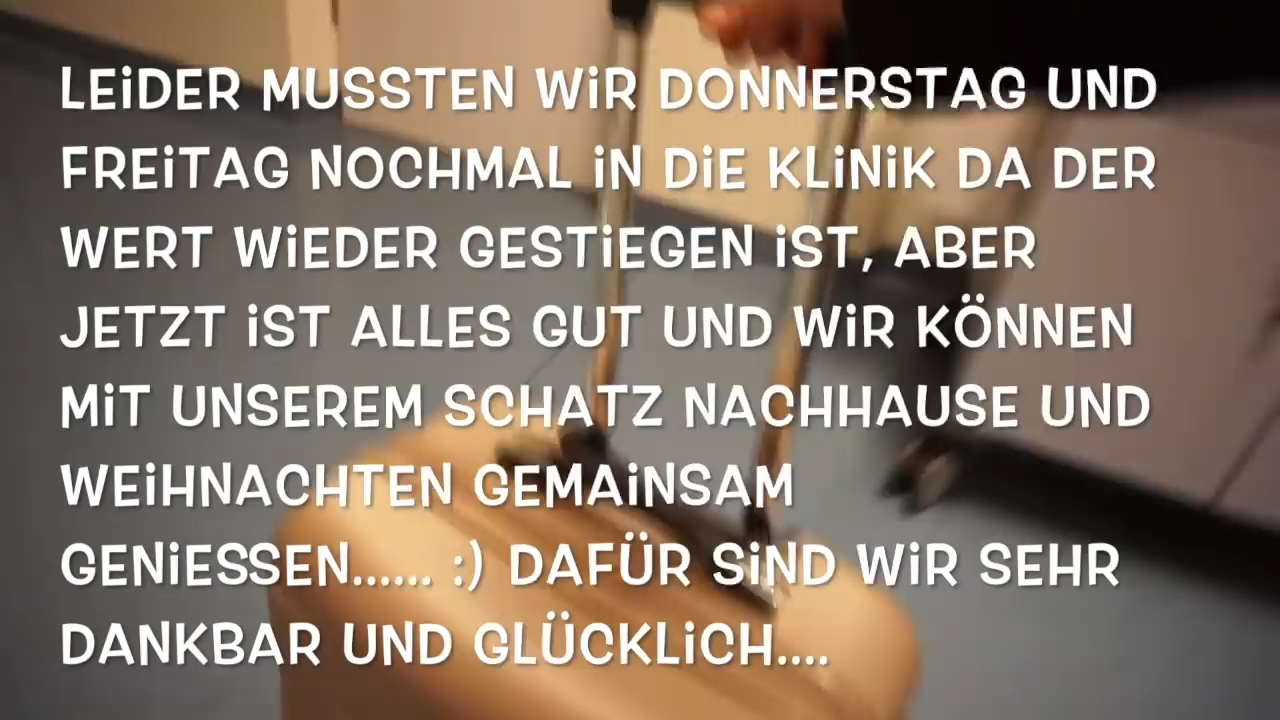 LEiDER MUSSTEN WiR DONNERSTAG UND
FREiTAG NOCHMAL iN DiE KLiNiK DA DER
WERT WiEDER GESTiEGEN iST, ABER
JETZT iST ALLES GUT UND WiR KÖNNEN
MiT UNSEREM SCHATZ NACHHAUSE UND
WEiHNACHTEN GEMAiNSAM
GENiESSEN...... :) DAFÜR SiND WiR SEHR
DANKBAR UND GLÜCKLiCH....